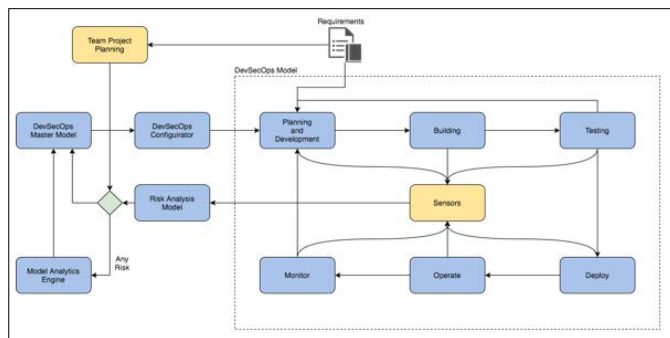 Requirements
Team Project
Planning
DevSecOps Model
DevSecOps
Master Model
DevSecOps
Configuirator
Planning
and
Development
Building
Testing
Risk Analysis
Model
Sensors
Any
Risk
Model Analytics
Engine
Monitor
Operate
Deploy